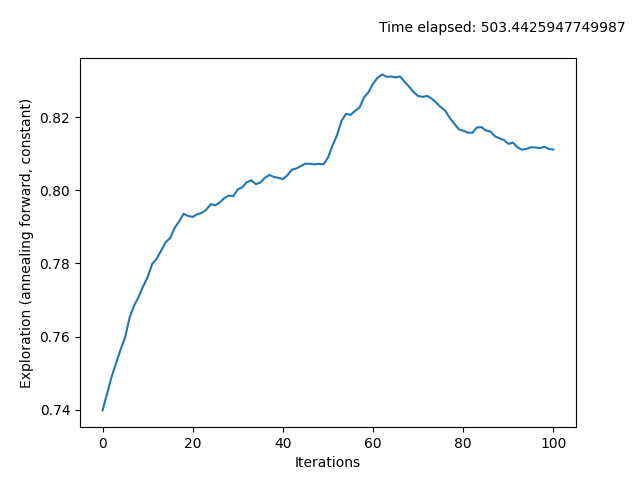 Time elapsed: 503.4425947749987
Exploration (annealing forward, constant)
0.82
0.80
0.78
0.76
0.74
0 20 40 60 80 100
Iterations